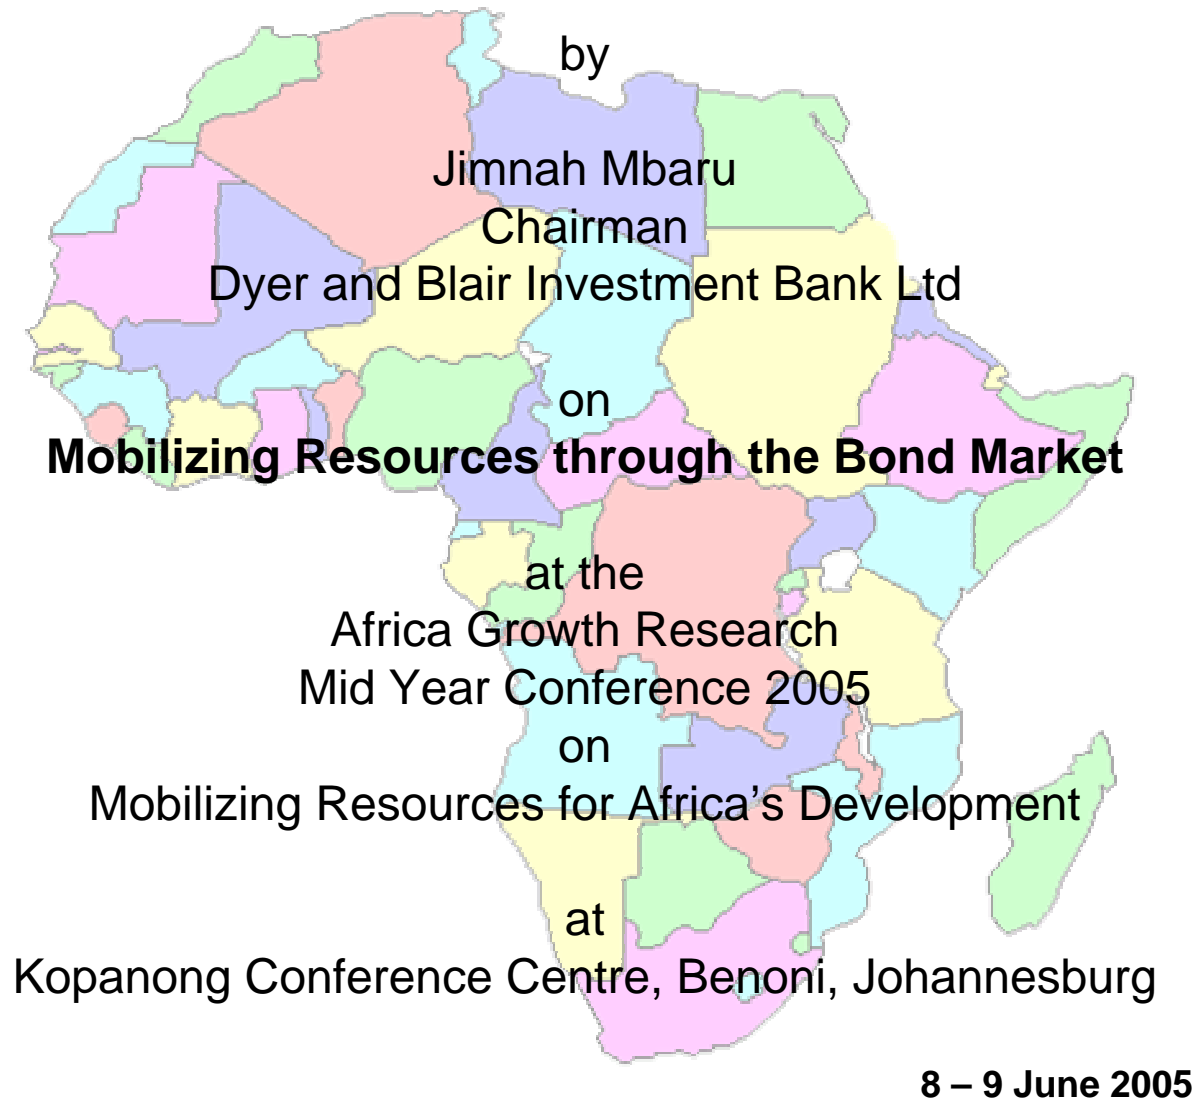 by
Jimnah Mbaru
Chairman
Dyer and Blair Investment Bank Ltd
on
Mobilizing Resources through the Bond Market
at the
Africa Growth Research
Mid Year Conference 2005
on
Mobilizing Resources for Africa’s Development
at
Kopanong Conference Centre, Benoni, Johannesburg
8 – 9 June 2005